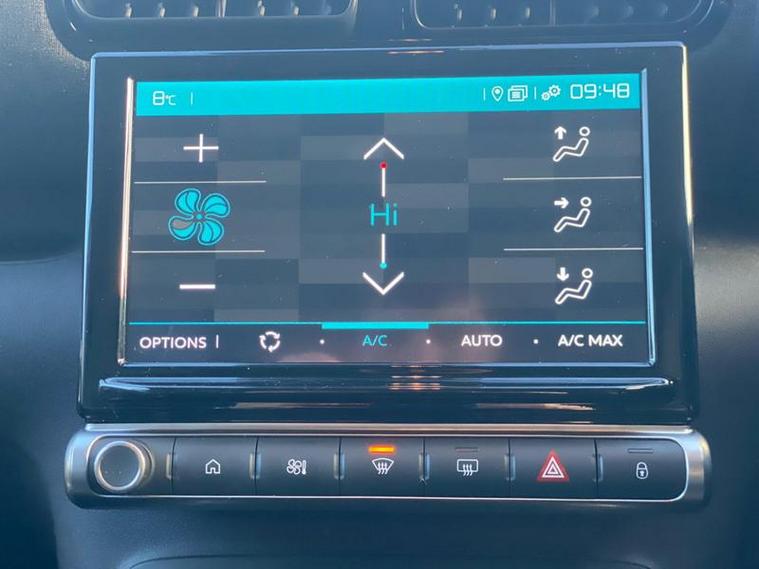 8°C 09:48
Hi
OPTIONS A/C AUTO A/C MAX